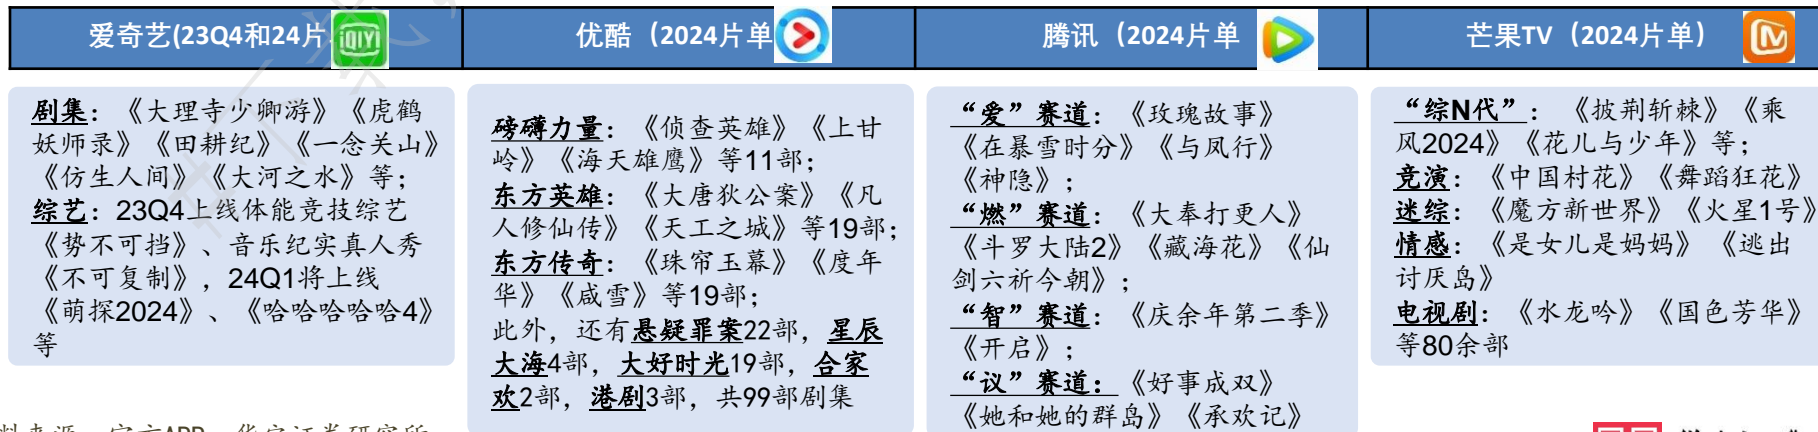 爱奇艺(23Q4和24片
iQIYI
优酷（2024片单
腾讯（2024片单
芒果TV（2024片单）
剧集：《大理寺少卿游》《虎鹤
妖师录》《田耕纪》《一念关山》
《仿生人间》《大河之水》等；
综艺：23Q4上线体能竞技综艺
《势不可挡》、音乐纪实真人秀
《不可复制》，24Q1将上线
《萌探2024》、《哈哈哈哈哈4》
等
磅礴力量：《侦查英雄》《上甘
岭》《海天雄鹰》等11部；
东方英雄：《大唐狄公案》《凡
人修仙传》《天工之城》等19部；
东方传奇：《珠帘玉幕》《度年
华》《戚雪》等19部；
此外，还有悬疑罪案22部，星辰
大海4部，大好时光19部，合家
欢2部，港剧3部，共99部剧集
“爱”赛道：《玫瑰故事》
《在暴雪时分》《与凤行》
《神隐》；
“燃”赛道：《大奉打更人》
《斗罗大陆2》《藏海花》《仙
剑六祈今朝》；
“智”赛道：《庆余年第二季》
《开启》；
“议”赛道：《好事成双》
《她和她的群岛》《承欢记》
“综N代”：《披荆斩棘》《乘
风2024》《花儿与少年》等；
竞演：《中国村花》《舞蹈狂花》
迷综：《魔方新世界》《火星1号》
情感：《是女儿是妈妈》《逃出
讨厌岛》
电视剧：《水龙吟》《国色芳华》
等80余部